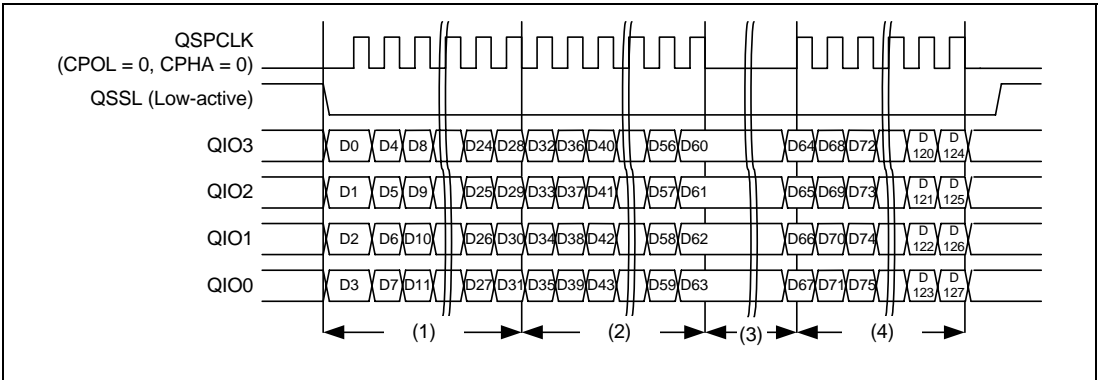 QSPCLK
(CPOL = 0, CPHA = 0)
QSSL (Low-active)
QIO3 D0 D4 D8 D24 D28 D32 D36 D40 D56 D60 D64 D68 D72 D 120 D 124
QIO2 D1 D5 D9 D25 D29 D33 D37 D41 D57 D61 D65 D69 D73 D 121 D 125
QIO1 D2 D6 D10 D26 D30 D34 D38 D42 D58 D62 D66 D70 D74 D 122 D 126
QIO0 D3 D7 D11 D27 D31 D35 D39 D43 D59 D63 D67 D71 D75 D 123 D 127
(1) (2) (3) (4)